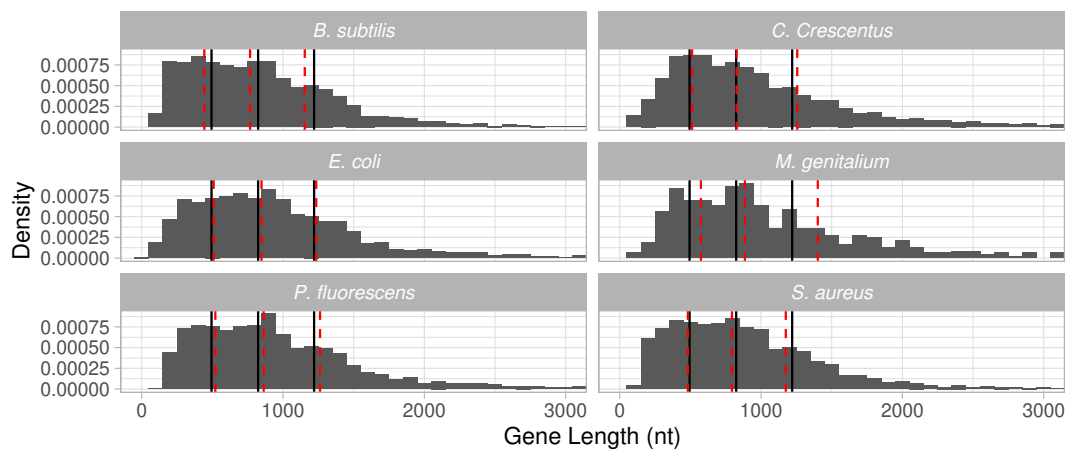 B. subtilis
C. Crescentus
0.00075
0.00050
0.00025
0.00000
E. coli
M. genitalium
0.00075
0.00050
0.00025
0.00000
P. fluorescens
S. aureus
0.00075
0.00050
0.00025
0.00000
Density
0 1000 2000 3000
0 1000 2000 3000
Gene Length (nt)